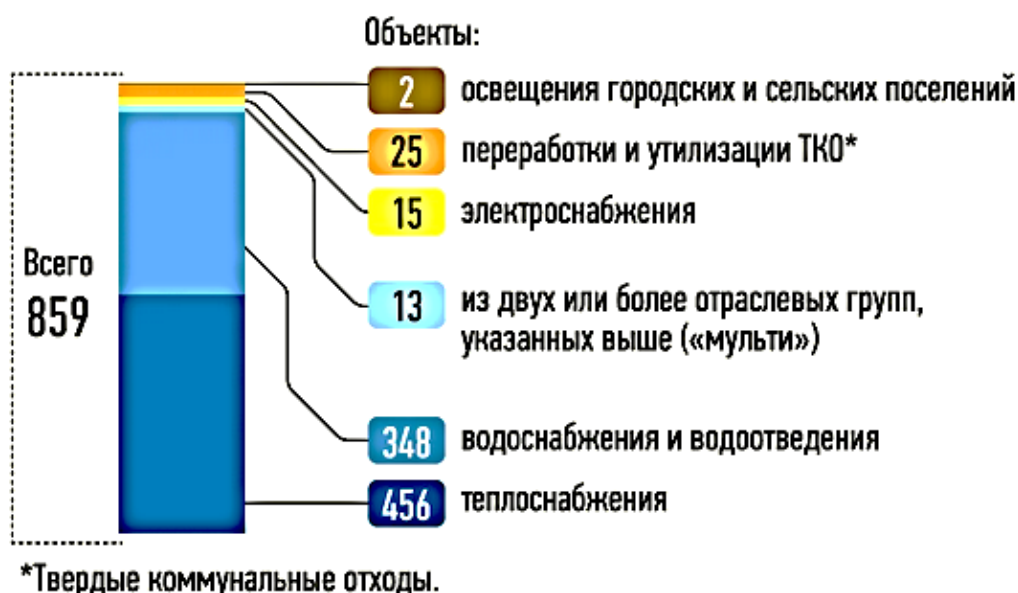 Объекты:
2 освещения городских и сельских поселений
25 переработки и утилизации ТКО*
15 электроснабжения
Всего
859
13 из двух или более отраслевых групп,
указанных выше («мульти»)
348 водоснабжения и водоотведения
456 теплоснабжения
*Твердые коммунальные отходы.